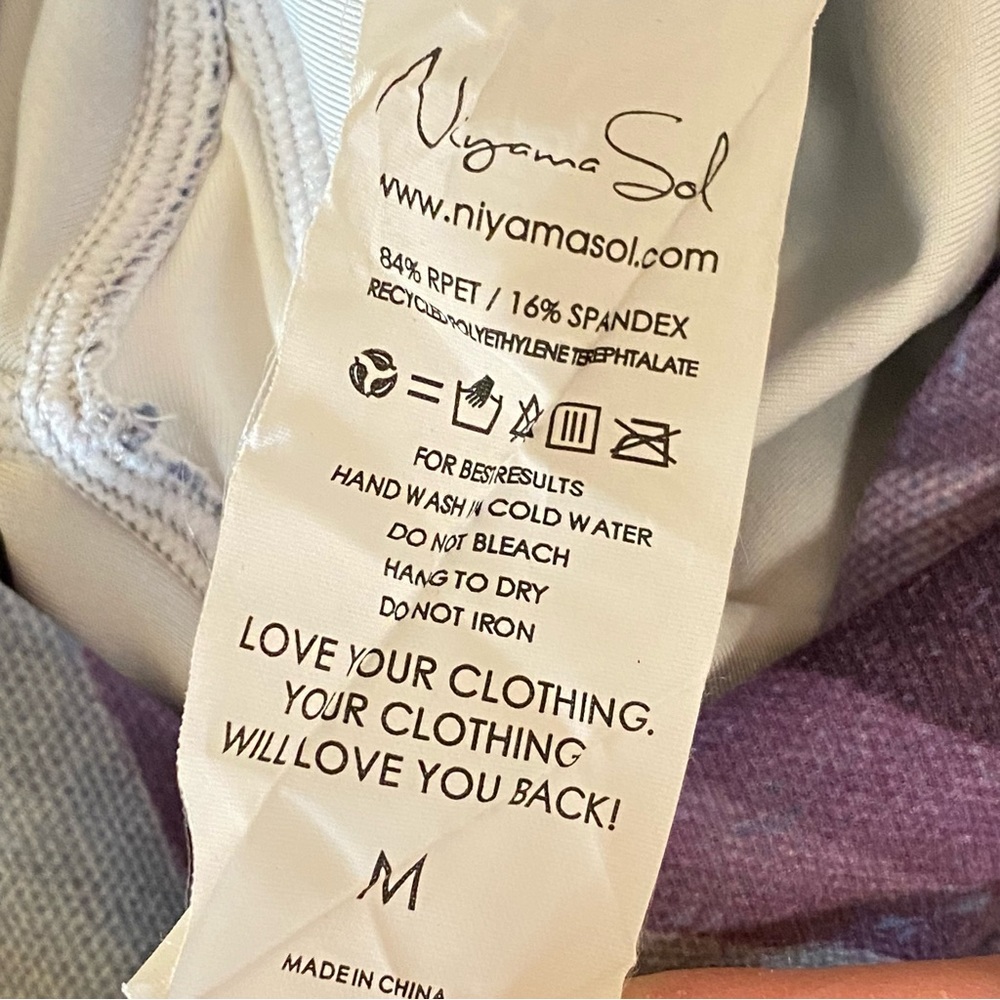 Niyama Sol
www.niyamasol.com
84% RPET / 16% SPANDEX
RECYCLED POLYETHYLENE TEREPHTALATE
=
FOR BEST RESULTS
HAND WASH IN COLD WATER
DO NOT BLEACH
HANG TO DRY
DO NOT IRON
LOVE YOUR CLOTHING.
YOUR CLOTHING
WILL LOVE YOU BACK!
M
MADE IN CHINA